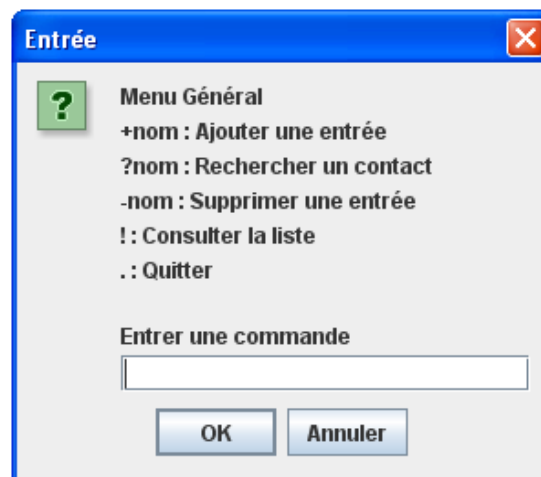 Entrée
?
Menu Général
+nom : Ajouter une entrée
?nom : Rechercher un contact
-nom : Supprimer une entrée
! : Consulter la liste
. : Quitter
Entrer une commande
OK Annuler